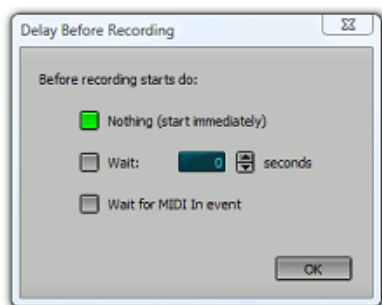 Delay Before Recording
Before recording starts do:
Nothing (start immediately)
Wait: 0 seconds
Wait for MIDI In event
OK